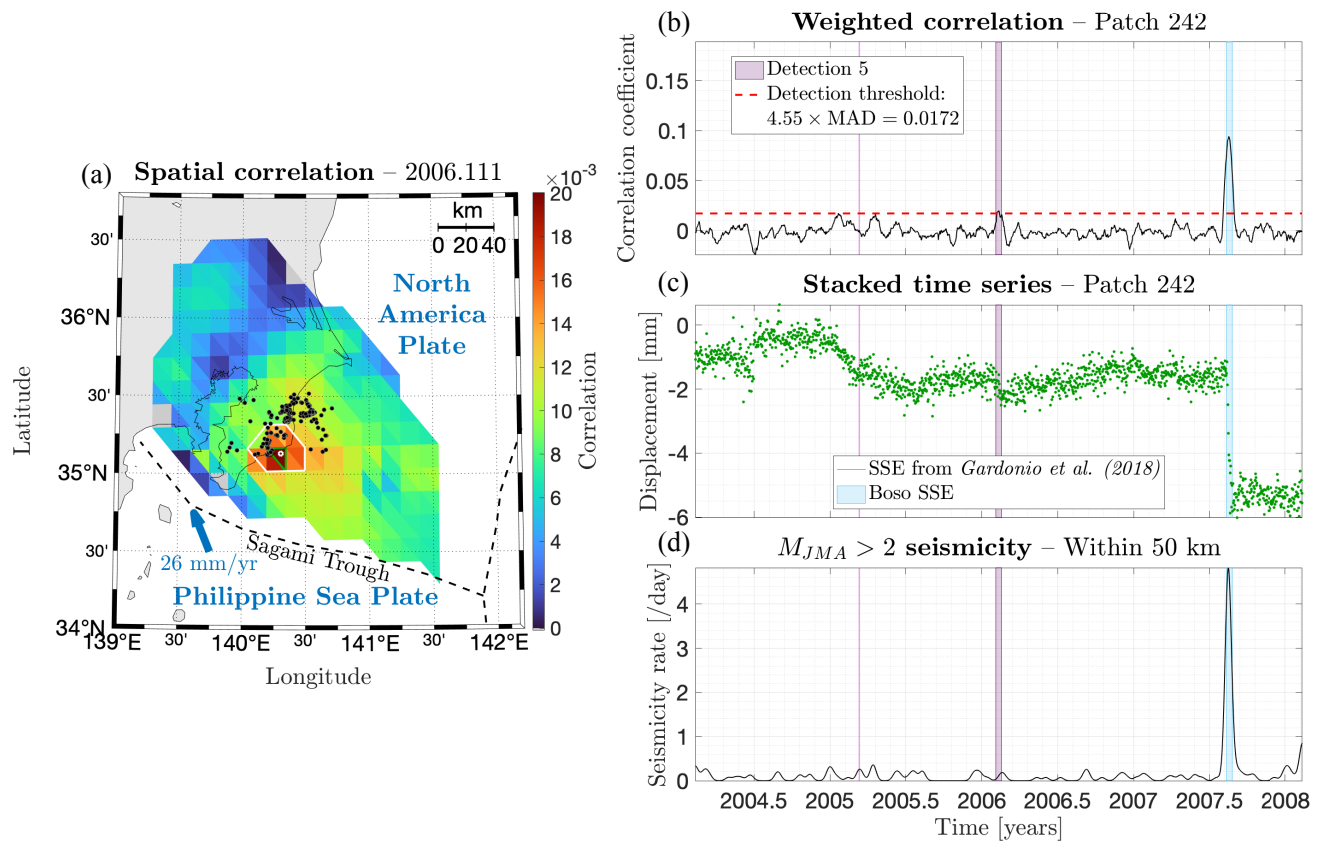 (a) Spatial correlation – 2006.111
×10⁻³
km
0 20 40
North
America
Plate
Sagami Trough
26 mm/yr
Philippine Sea Plate
30'
36°N
30'
35°N
30'
34°N
139°E 30' 140°E 30' 141°E 30' 142°E
Latitude
Longitude
20
18
16
14
12
10
8
6
4
2
0
Correlation
(b) Weighted correlation – Patch 242
Detection 5
Detection threshold:
4.55 × MAD = 0.0172
0.15
0.1
0.05
0
Correlation coefficient
(c) Stacked time series – Patch 242
0
-2
-4
-6
Displacement [mm]
SSE from Gardonio et al. (2018)
Boso SSE
(d) M_JMA > 2 seismicity – Within 50 km
4
3
2
1
0
Seismicity rate [/day]
2004.5 2005 2005.5 2006 2006.5 2007 2007.5 2008
Time [years]